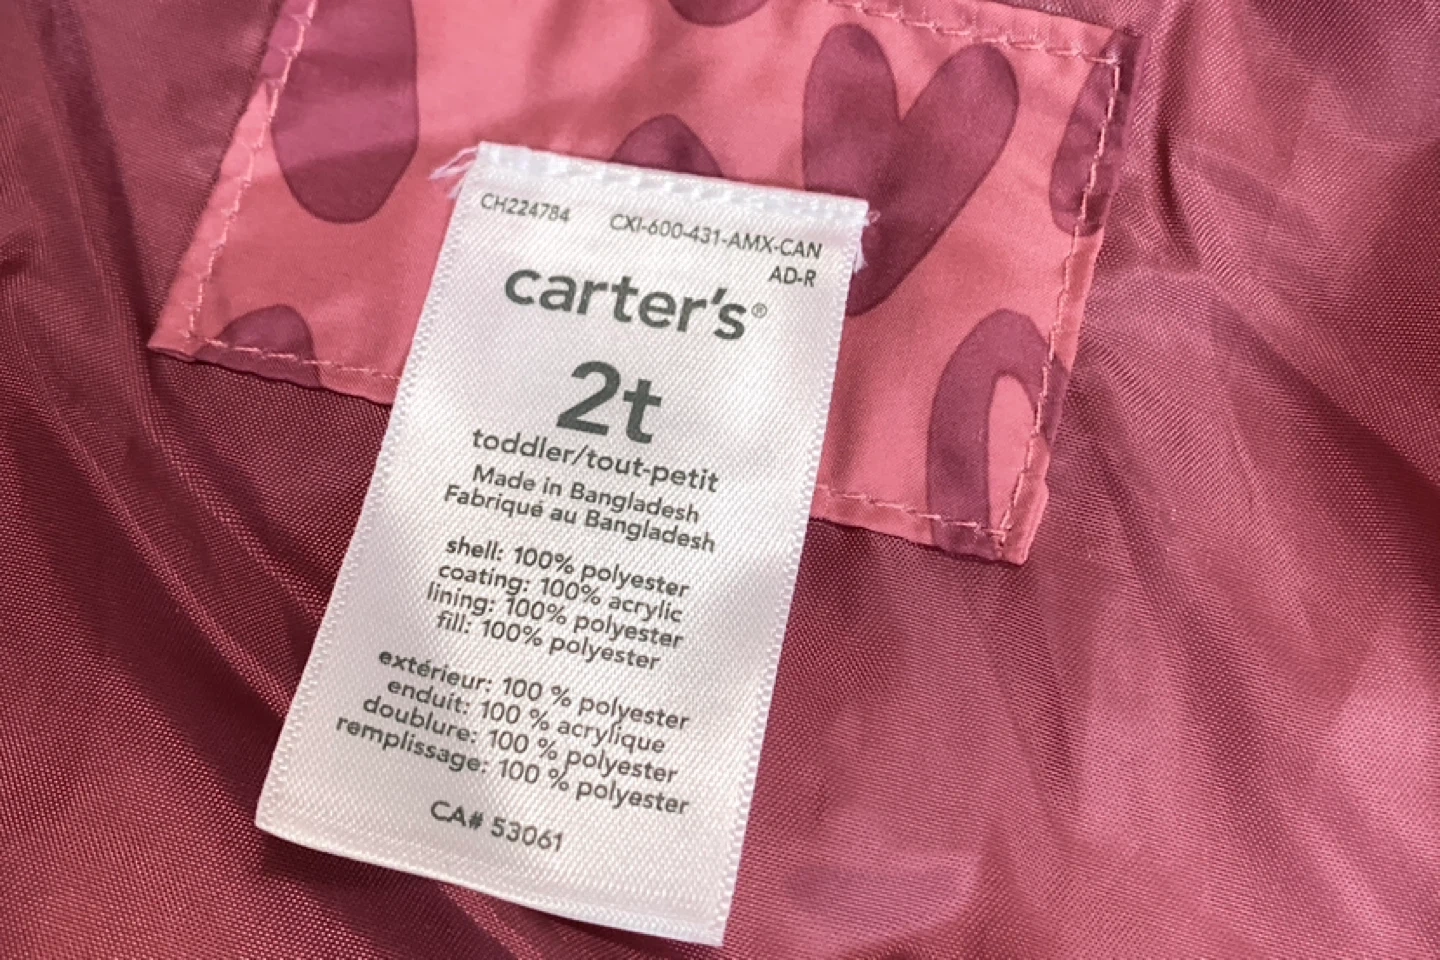 CH224784 CXI-600-431-AMX-CAN
AD-R
carter's®
2t
toddler/tout-petit
Made in Bangladesh
Fabriqué au Bangladesh
shell: 100% polyester
coating: 100% acrylic
lining: 100% polyester
fill: 100% polyester
extérieur: 100 % polyester
enduit: 100 % acrylique
doublure: 100 % polyester
remplissage: 100 % polyester
CA# 53061